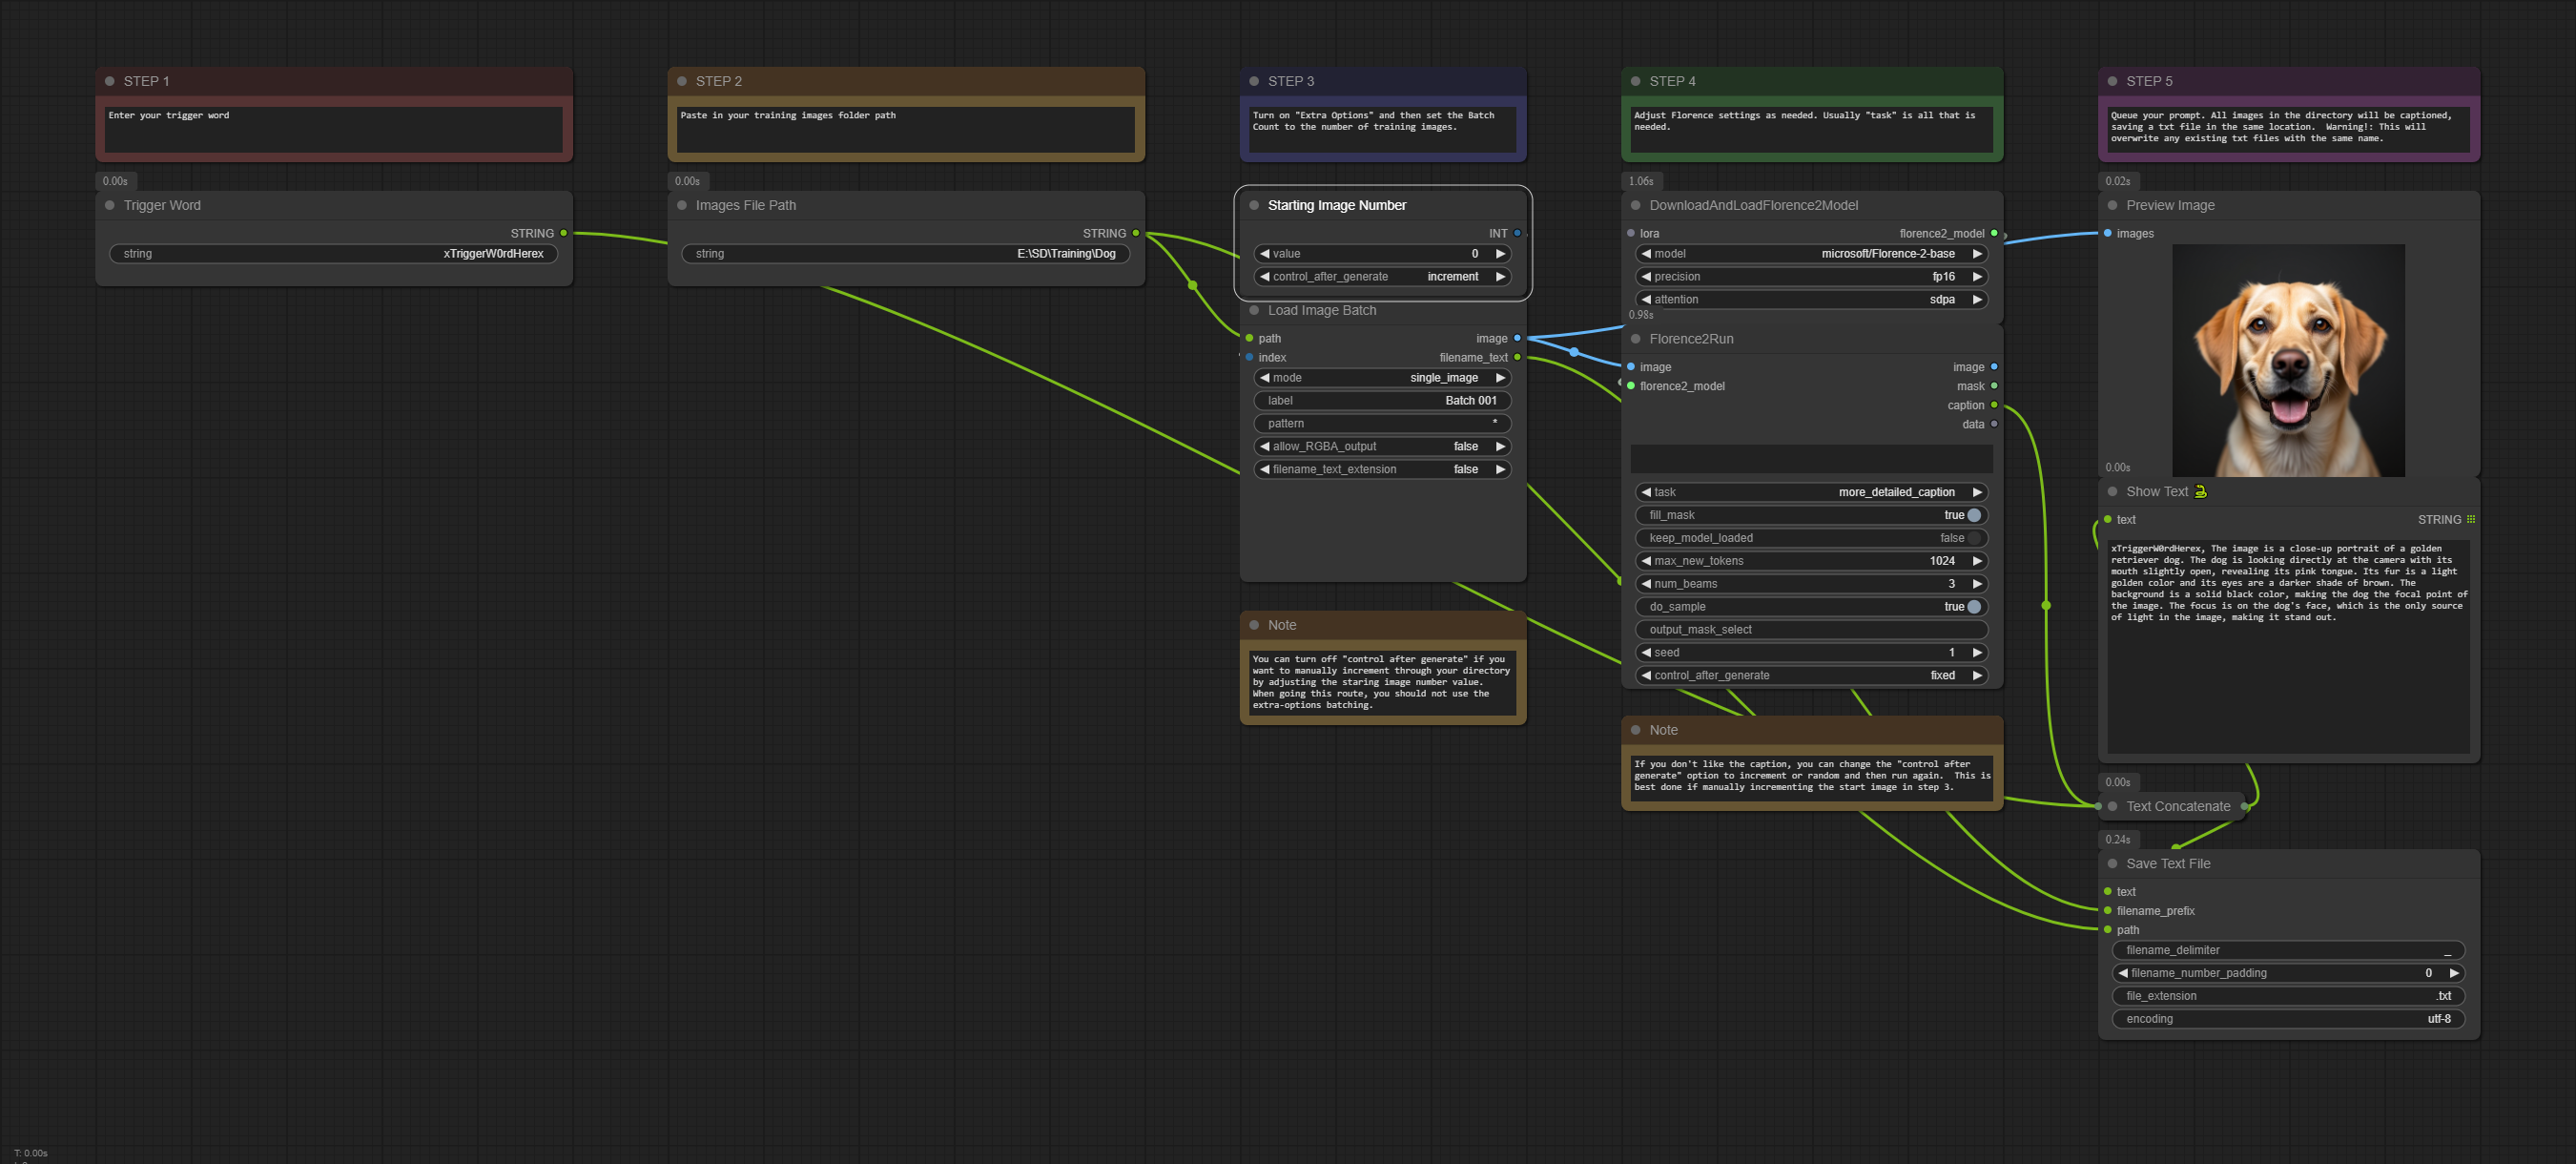 STEP 1
Enter your trigger word
0.00s
Trigger Word
STRING
string xTriggerW0rdHerex
STEP 2
Paste in your training images folder path
0.00s
Images File Path
STRING
string E:\SD\Training\Dog
STEP 3
Turn on "Extra Options" and then set the Batch
Count to the number of training images.
Starting Image Number
INT
value 0
control_after_generate increment
Load Image Batch
path image
index filename_text
mode single_image
label Batch 001
pattern *
allow_RGBA_output false
filename_text_extension false
Note
You can turn off "control after generate" if you
want to manually increment through your directory
by adjusting the staring image number value.
When going this route, you should not use the
extra-options batching.
STEP 4
Adjust Florence settings as needed. Usually "task" is all that is
needed.
1.06s
DownloadAndLoadFlorence2Model
lora florence2_model
model microsoft/Florence-2-base
precision fp16
attention sdpa
0.98s
Florence2Run
image image
florence2_model mask
caption
data
task more_detailed_caption
fill_mask true
keep_model_loaded false
max_new_tokens 1024
num_beams 3
do_sample true
output_mask_select
seed 1
control_after_generate fixed
Note
If you don't like the caption, you can change the "control after
generate" option to increment or random and then run again.  This is
best done if manually incrementing the start image in step 3.
STEP 5
Queue your prompt. All images in the directory will be captioned,
saving a txt file in the same location.  Warning!: This will
overwrite any existing txt files with the same name.
0.02s
Preview Image
images
0.00s
Show Text
text STRING
xTriggerW0rdHerex, The image is a close-up portrait of a golden
retriever dog. The dog is looking directly at the camera with its
mouth slightly open, revealing its pink tongue. Its fur is a light
golden color and its eyes are a darker shade of brown. The
background is a solid black color, making the dog the focal point of
the image. The focus is on the dog's face, which is the only source
of light in the image, making it stand out.
0.00s
Text Concatenate
0.24s
Save Text File
text
filename_prefix
path
filename_delimiter _
filename_number_padding 0
file_extension .txt
encoding utf-8
T: 0.00s